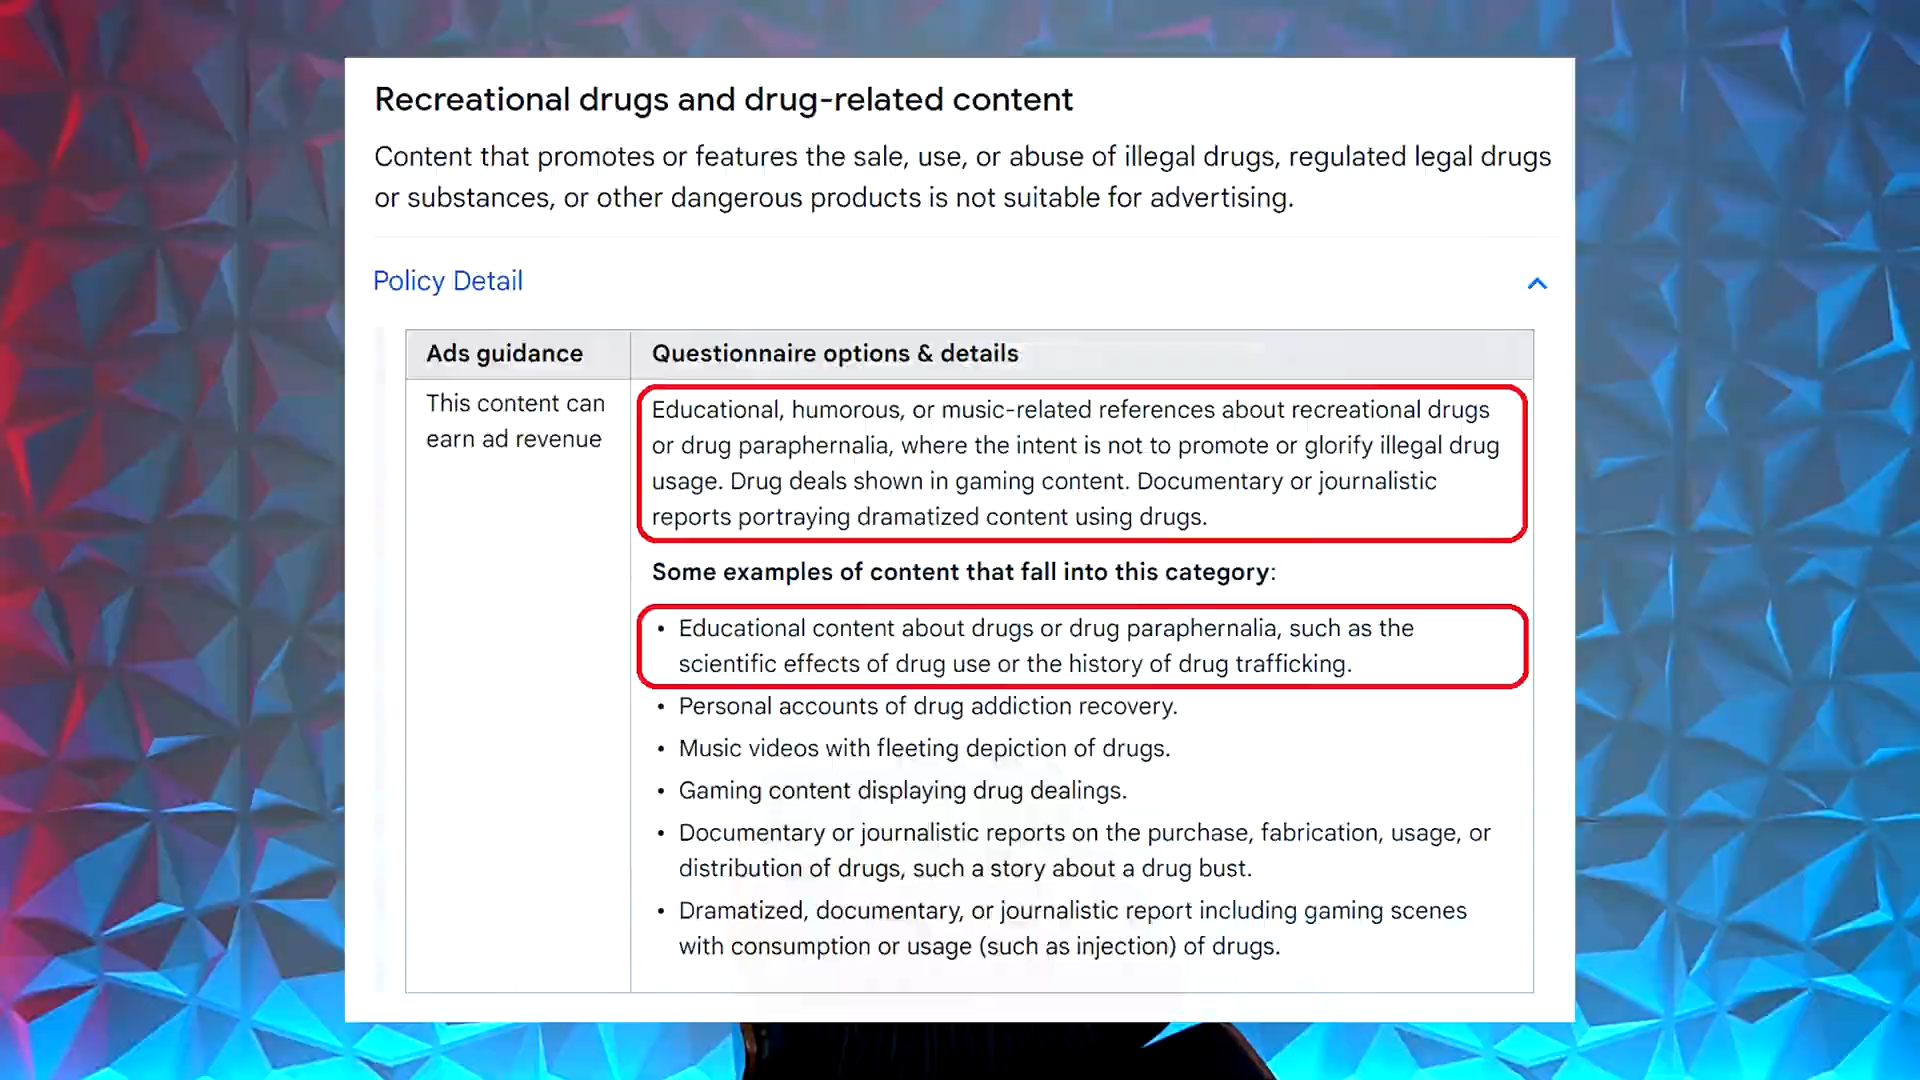 Recreational drugs and drug-related content
Content that promotes or features the sale, use, or abuse of illegal drugs, regulated legal drugs
or substances, or other dangerous products is not suitable for advertising.
Policy Detail
Ads guidance
Questionnaire options & details
This content can
earn ad revenue
Educational, humorous, or music-related references about recreational drugs
or drug paraphernalia, where the intent is not to promote or glorify illegal drug
usage. Drug deals shown in gaming content. Documentary or journalistic
reports portraying dramatized content using drugs.
Some examples of content that fall into this category:
• Educational content about drugs or drug paraphernalia, such as the
scientific effects of drug use or the history of drug trafficking.
• Personal accounts of drug addiction recovery.
• Music videos with fleeting depiction of drugs.
• Gaming content displaying drug dealings.
• Documentary or journalistic reports on the purchase, fabrication, usage, or
distribution of drugs, such a story about a drug bust.
• Dramatized, documentary, or journalistic report including gaming scenes
with consumption or usage (such as injection) of drugs.